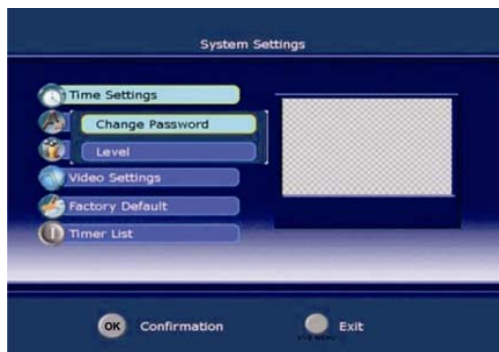 System Settings
Time Settings
Change Password
Level
Video Settings
Factory Default
Timer List
OK Confirmation
Exit